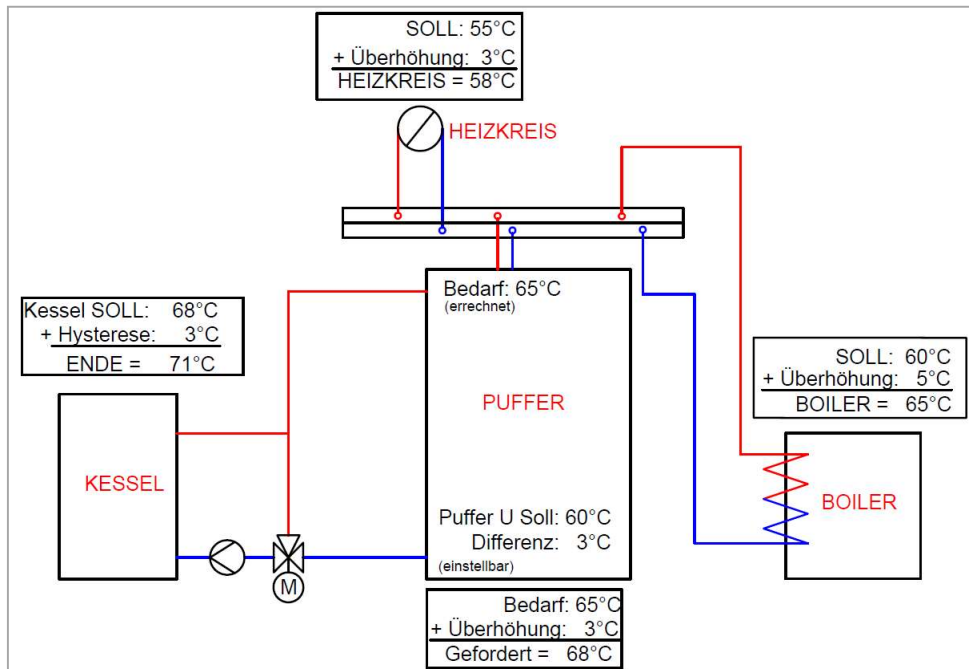 SOLL: 55°C
+ Überhöhung: 3°C
HEIZKREIS = 58°C
HEIZKREIS
Kessel SOLL: 68°C
+ Hysterese: 3°C
ENDE = 71°C
Bedarf: 65°C
(errechnet)
PUFFER
SOLL: 60°C
+ Überhöhung: 5°C
BOILER = 65°C
KESSEL
BOILER
Puffer U Soll: 60°C
Differenz: 3°C
(einstellbar)
M
Bedarf: 65°C
+ Überhöhung: 3°C
Gefordert = 68°C